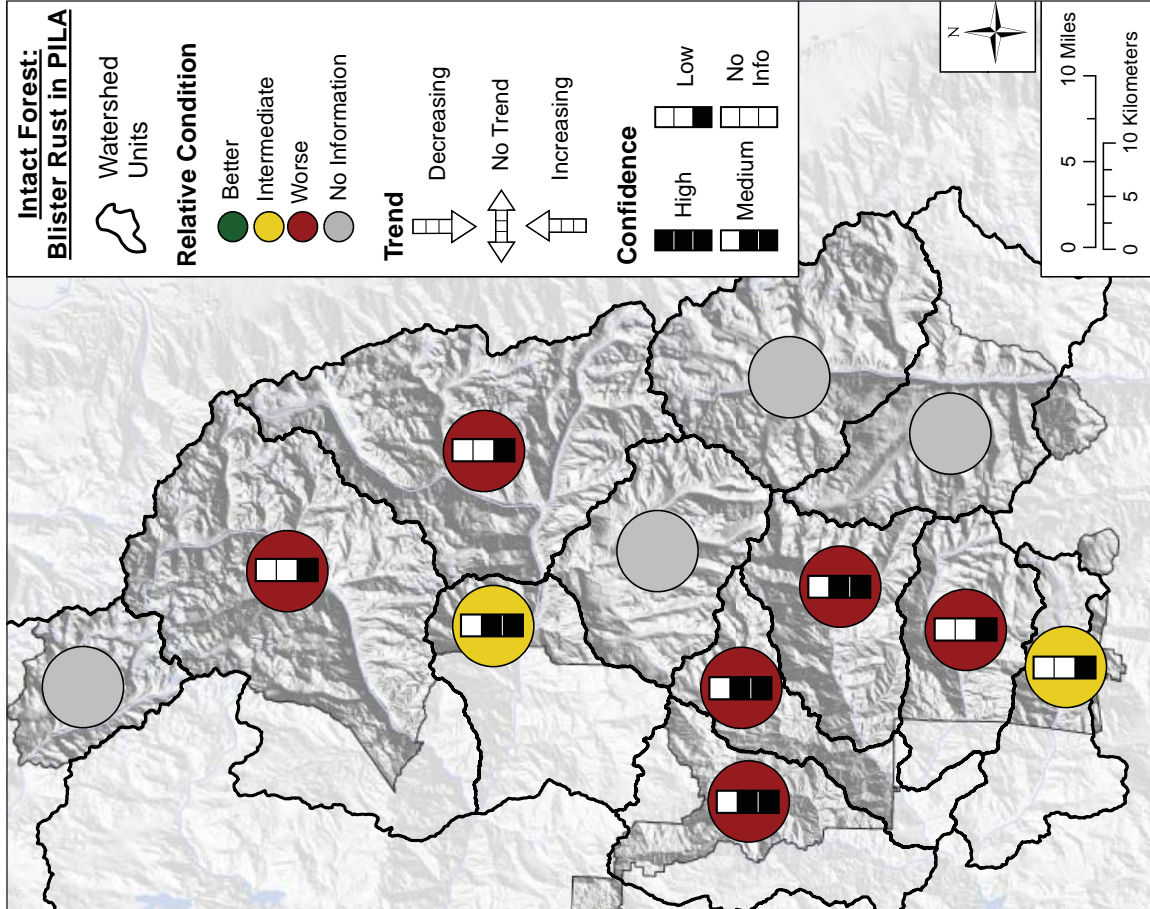 Intact Forest:
Blister Rust in PILA
Watershed
Units
Relative Condition
Better
Intermediate
Worse
No Information
Trend
Decreasing
No Trend
Increasing
Confidence
High
Low
Medium
No
Info
N
0 5 10 Miles
0 5 10 Kilometers